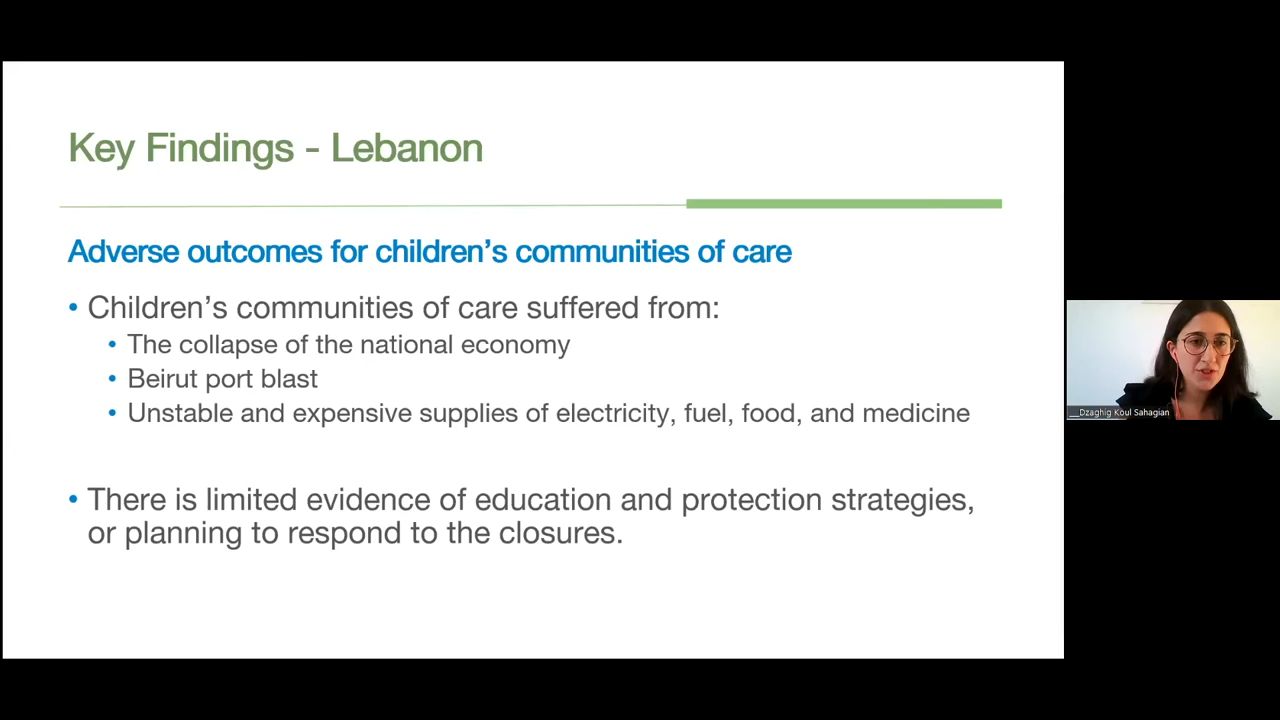 Key Findings - Lebanon
Adverse outcomes for children’s communities of care
• Children’s communities of care suffered from:
• The collapse of the national economy
• Beirut port blast
• Unstable and expensive supplies of electricity, fuel, food, and medicine
• There is limited evidence of education and protection strategies,
or planning to respond to the closures.
__Dzaghig Koul Sahagian